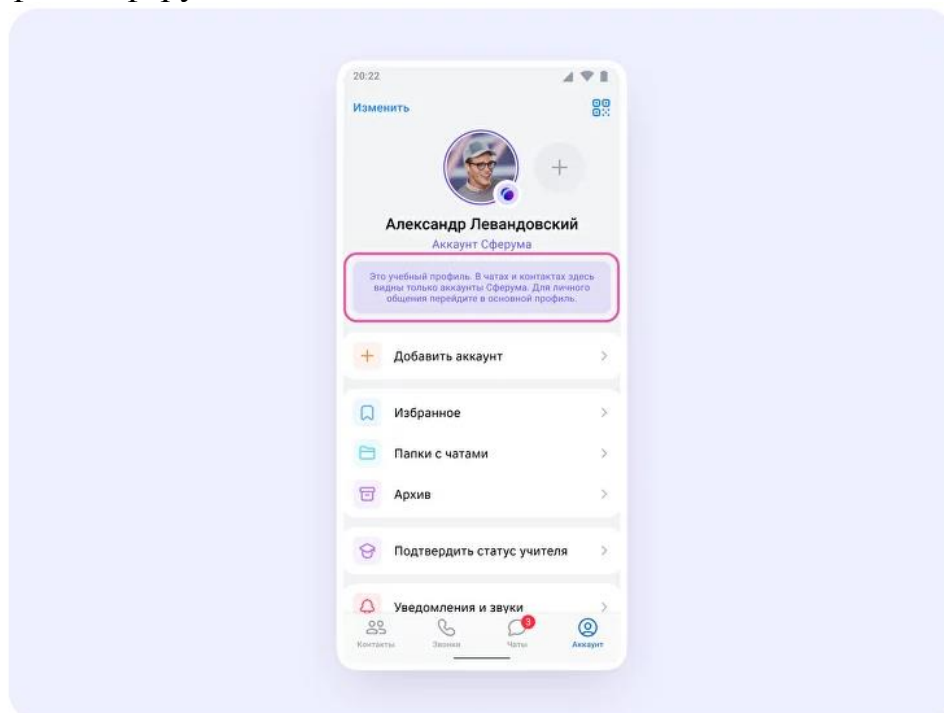 20:22
Изменить
Александр Левандовский
Аккаунт Сферума
Это учебный профиль. В чатах и контактах здесь
видны только аккаунты Сферума. Для личного
общения перейдите в основной профиль.
Добавить аккаунт
Избранное
Папки с чатами
Архив
Подтвердить статус учителя
Уведомления и звуки
3
Контакты
Звонки
Чаты
Аккаунт